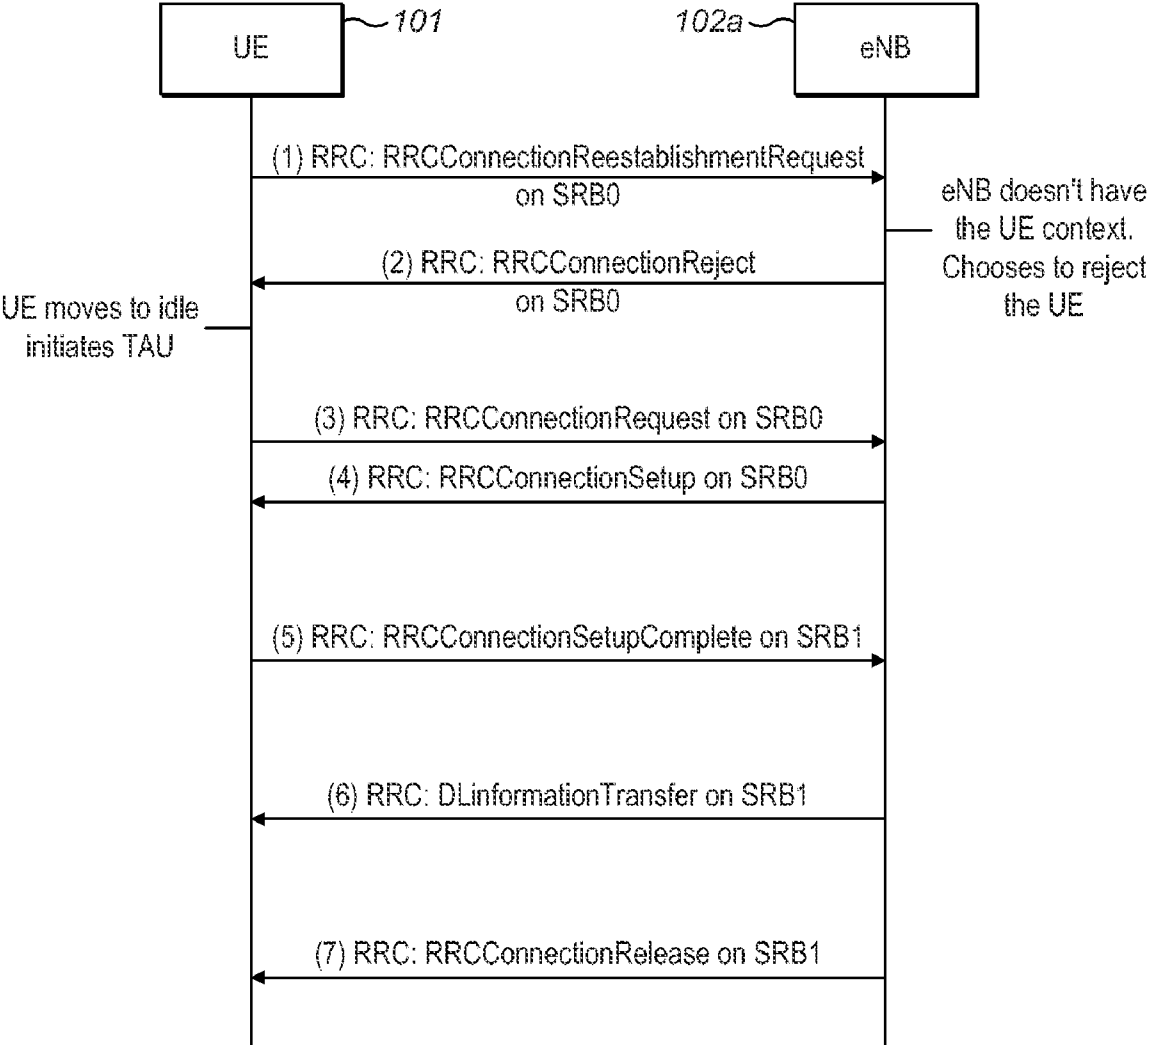 UE
101
102a
eNB
(1) RRC: RRCConnectionReestablishmentRequest
on SRB0
eNB doesn't have
the UE context.
Chooses to reject
the UE
(2) RRC: RRCConnectionReject
on SRB0
UE moves to idle
initiates TAU
(3) RRC: RRCConnectionRequest on SRB0
(4) RRC: RRCConnectionSetup on SRB0
(5) RRC: RRCConnectionSetupComplete on SRB1
(6) RRC: DLinformationTransfer on SRB1
(7) RRC: RRCConnectionRelease on SRB1